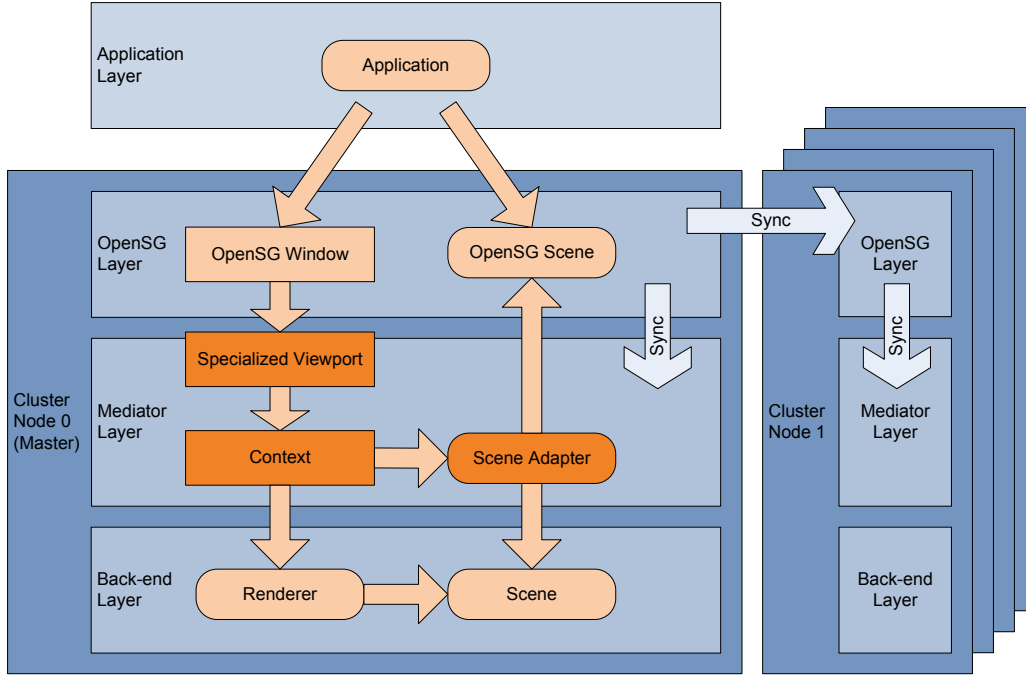 Application
Layer
Application
OpenSG
Layer
OpenSG Window
OpenSG Scene
Sync
Sync
Specialized Viewport
Cluster
Node 0
(Master)
Mediator
Layer
Context
Scene Adapter
Back-end
Layer
Renderer
Scene
OpenSG
Layer
Sync
Cluster
Node 1
Mediator
Layer
Back-end
Layer